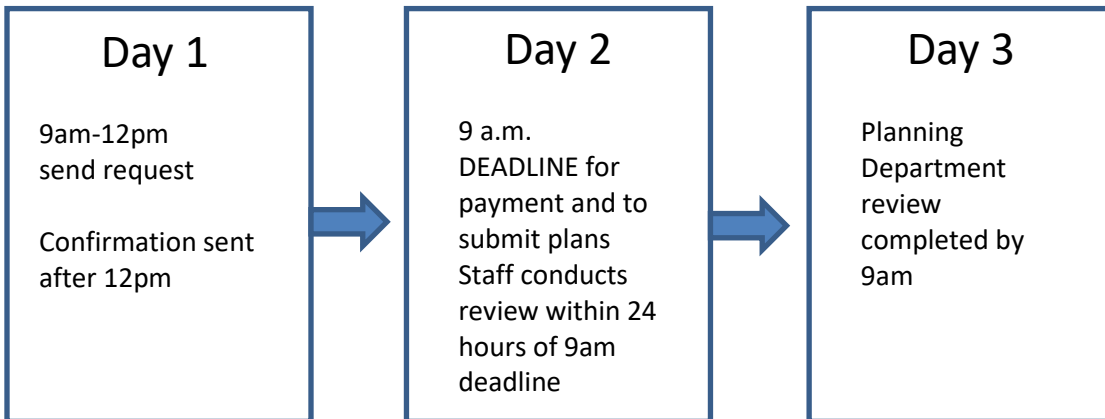 Day 1
9am-12pm
send request
Confirmation sent
after 12pm
Day 2
9 a.m.
DEADLINE for
payment and to
submit plans
Staff conducts
review within 24
hours of 9am
deadline
Day 3
Planning
Department
review
completed by
9am